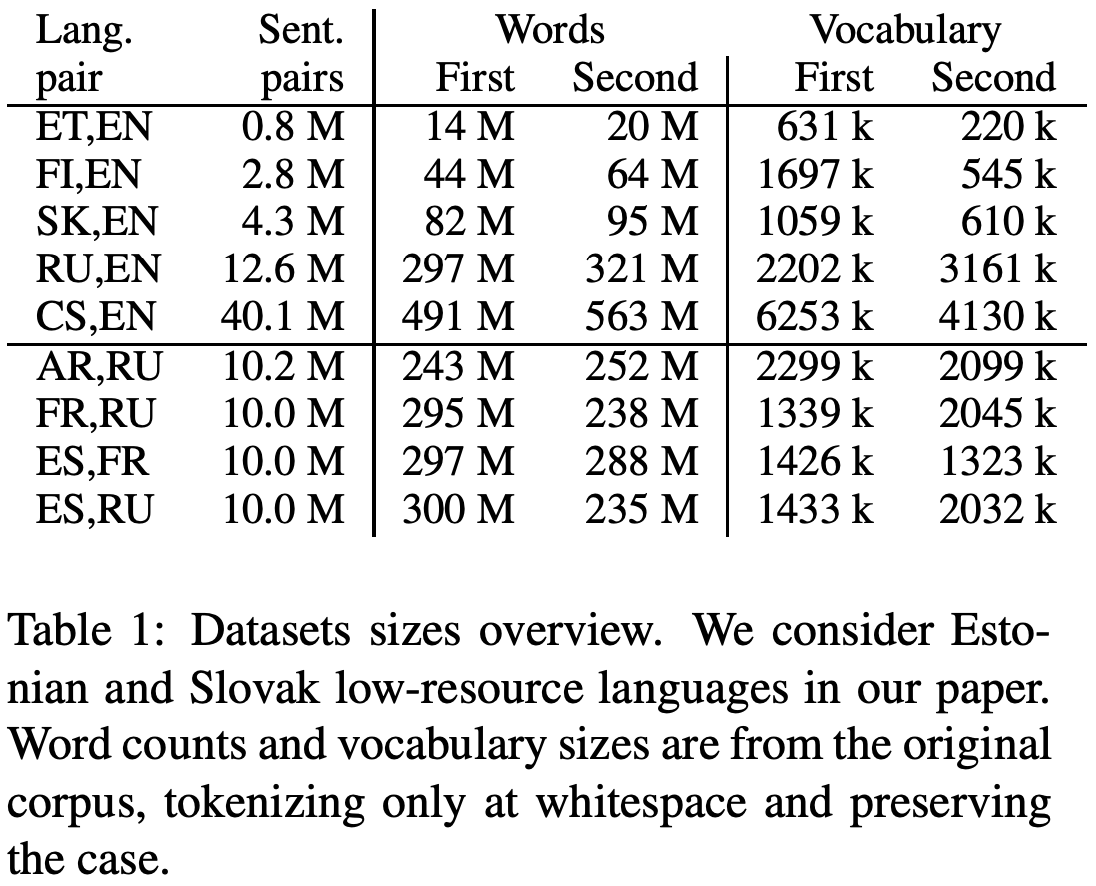 Lang. Sent. Words Vocabulary
pair pairs First Second First Second
ET,EN 0.8 M 14 M 20 M 631 k 220 k
FI,EN 2.8 M 44 M 64 M 1697 k 545 k
SK,EN 4.3 M 82 M 95 M 1059 k 610 k
RU,EN 12.6 M 297 M 321 M 2202 k 3161 k
CS,EN 40.1 M 491 M 563 M 6253 k 4130 k
AR,RU 10.2 M 243 M 252 M 2299 k 2099 k
FR,RU 10.0 M 295 M 238 M 1339 k 2045 k
ES,FR 10.0 M 297 M 288 M 1426 k 1323 k
ES,RU 10.0 M 300 M 235 M 1433 k 2032 k
Table 1: Datasets sizes overview. We consider Esto-
nian and Slovak low-resource languages in our paper.
Word counts and vocabulary sizes are from the original
corpus, tokenizing only at whitespace and preserving
the case.